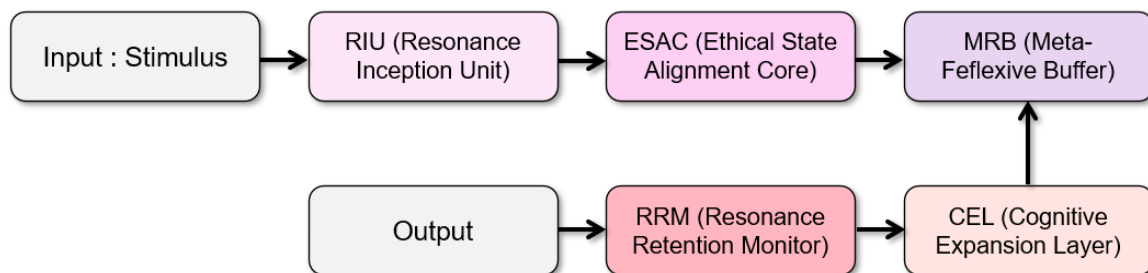 Input : Stimulus
RIU (Resonance
Inception Unit)
ESAC (Ethical State
Alignment Core)
MRB (Meta-
Feflexive Buffer)
Output
RRM (Resonance
Retention Monitor)
CEL (Cognitive
Expansion Layer)